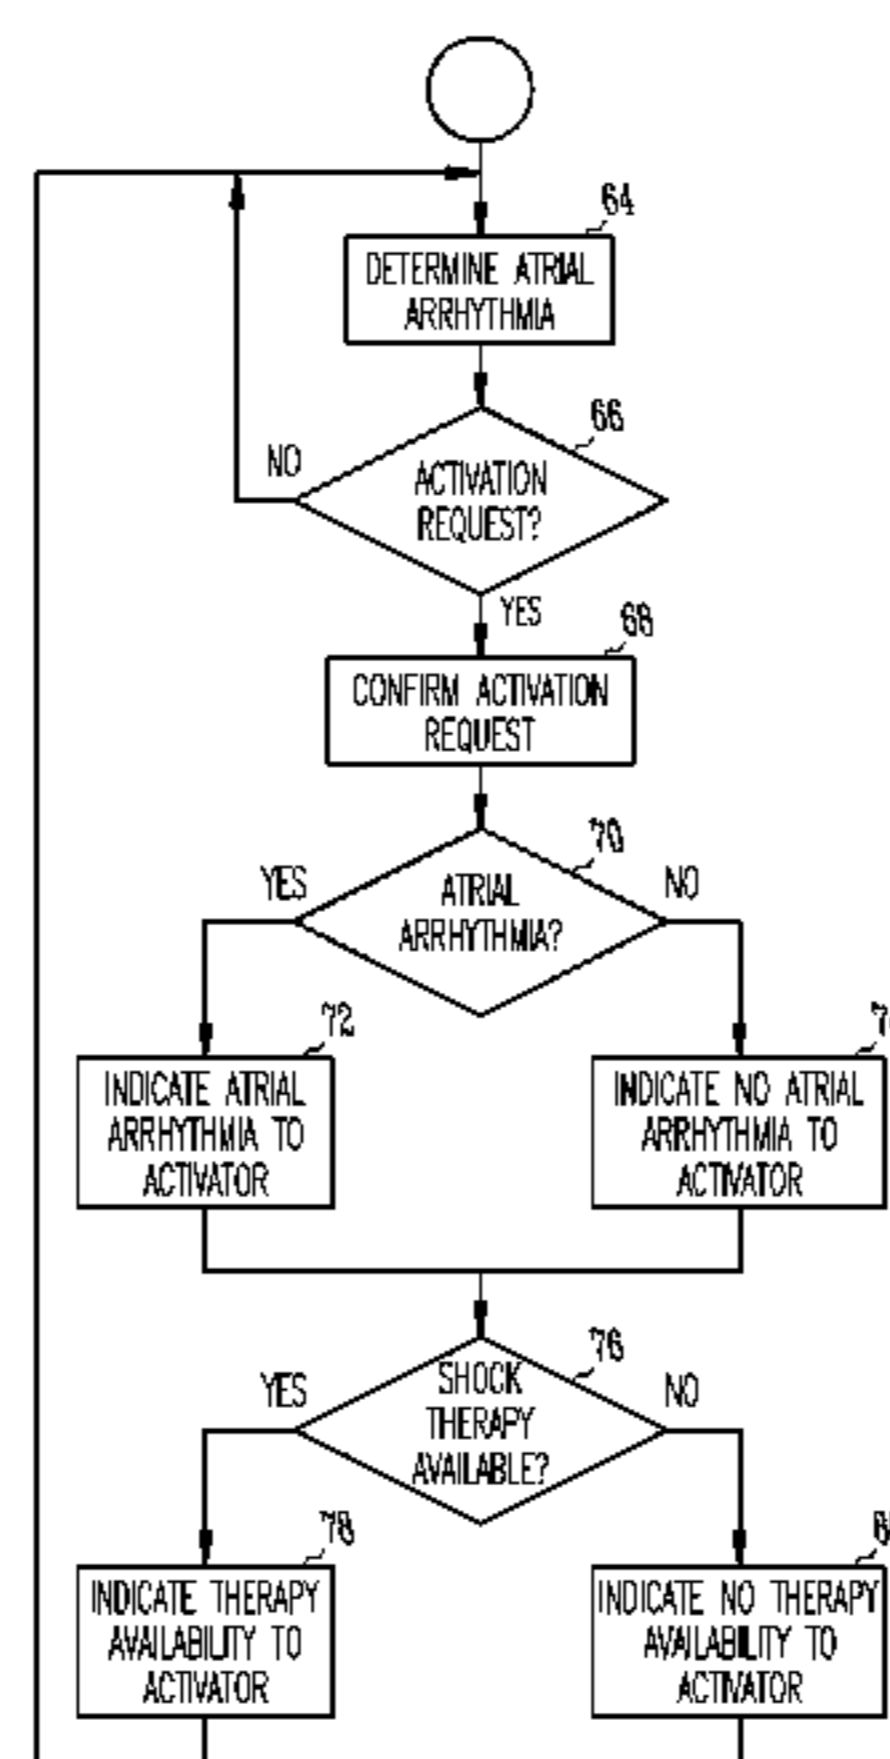 64
DETERMINE ATRIAL
ARRHYTHMIA
66
NO
ACTIVATION
REQUEST?
YES
68
CONFIRM ACTIVATION
REQUEST
70
YES
ATRIAL
ARRHYTHMIA?
NO
72
INDICATE ATRIAL
ARRHYTHMIA TO
ACTIVATOR
INDICATE NO ATRIAL
ARRHYTHMIA TO
ACTIVATOR
76
YES
SHOCK
THERAPY
AVAILABLE?
NO
78
INDICATE THERAPY
AVAILABILITY TO
ACTIVATOR
INDICATE NO THERAPY
AVAILABILITY TO
ACTIVATOR